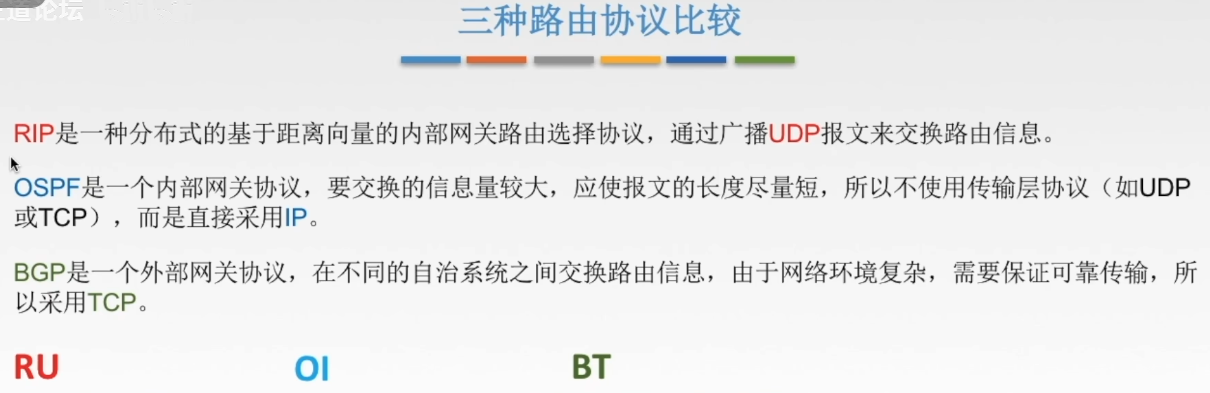 道论坛
三种路由协议比较
RIP是一种分布式的基于距离向量的内部网关路由选择协议，通过广播UDP报文来交换路由信息。
OSPF是一个内部网关协议，要交换的信息量较大，应使报文的长度尽量短，所以不使用传输层协议（如UDP
或TCP），而是直接采用IP。
BGP是一个外部网关协议，在不同的自治系统之间交换路由信息，由于网络环境复杂，需要保证可靠传输，所
以采用TCP。
RU OI BT